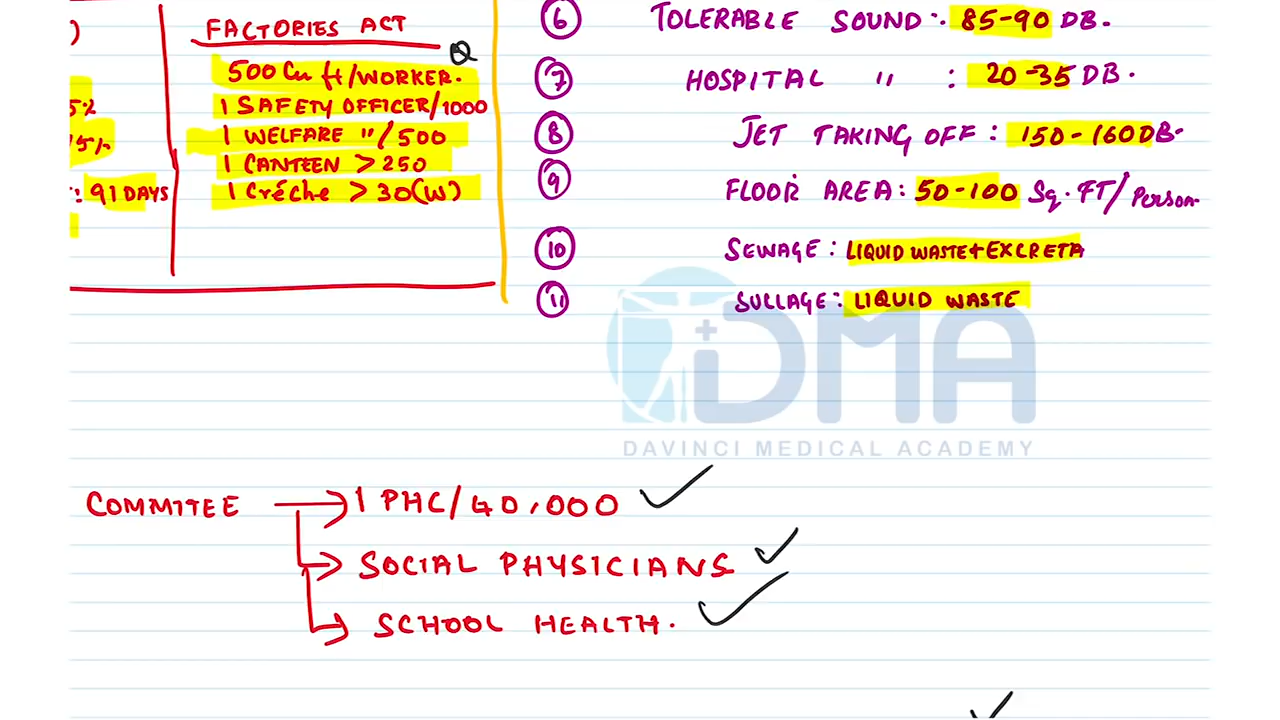 )
5%
75%
: 91 DAYS
FACTORIES ACT
Q
500 Cu ft/WORKER.
1 SAFETY OFFICER/1000
1 WELFARE "/500
1 CANTEEN > 250
1 Créche > 30(W)
6 TOLERABLE SOUND : 85-90 DB.
7 HOSPITAL " : 20-35 DB.
8 JET TAKING OFF : 150-160DB.
9 FLOOR AREA : 50-100 Sq. FT/Person.
10 SEWAGE : LIQUID WASTE+EXCRETA
11 SULLAGE : LIQUID WASTE
DMA
DAVINCI MEDICAL ACADEMY
COMMITEE → 1 PHC/40,000
→ SOCIAL PHYSICIANS
→ SCHOOL HEALTH.